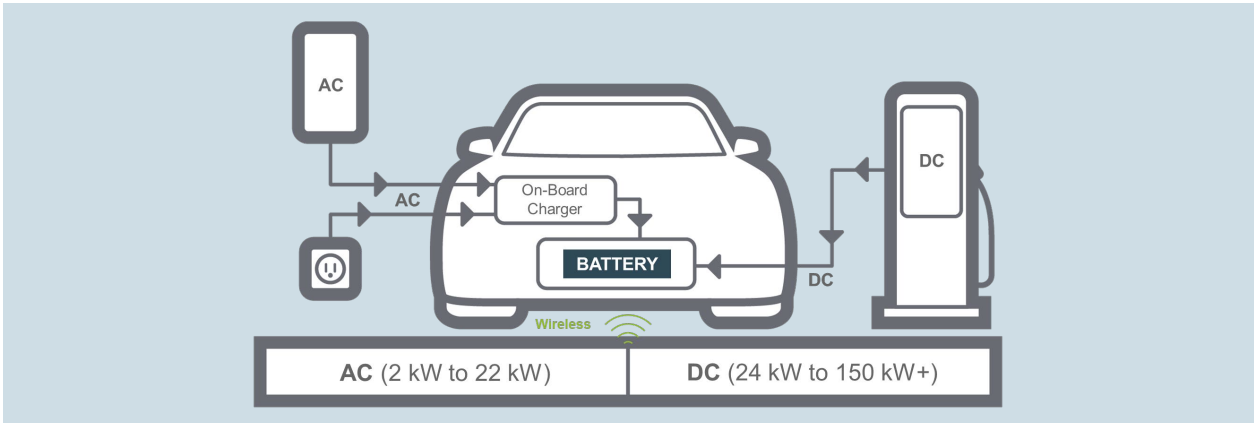 AC
DC
On-Board
Charger
AC
BATTERY
DC
Wireless
AC (2 kW to 22 kW)
DC (24 kW to 150 kW+)